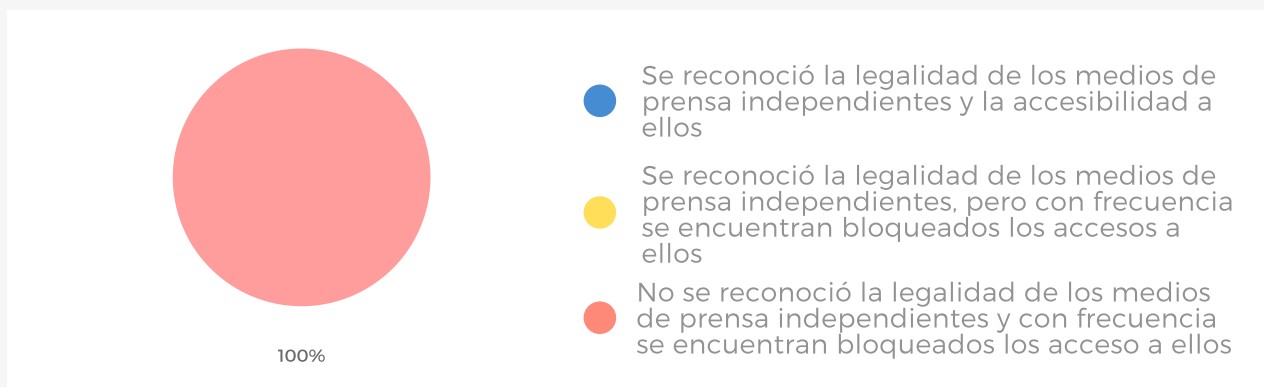 Se reconoció la legalidad de los medios de
prensa independientes y la accesibilidad a
ellos
Se reconoció la legalidad de los medios de
prensa independientes, pero con frecuencia
se encuentran bloqueados los accesos a
ellos
No se reconoció la legalidad de los medios
de prensa independientes y con frecuencia
se encuentran bloqueados los acceso a ellos
100%